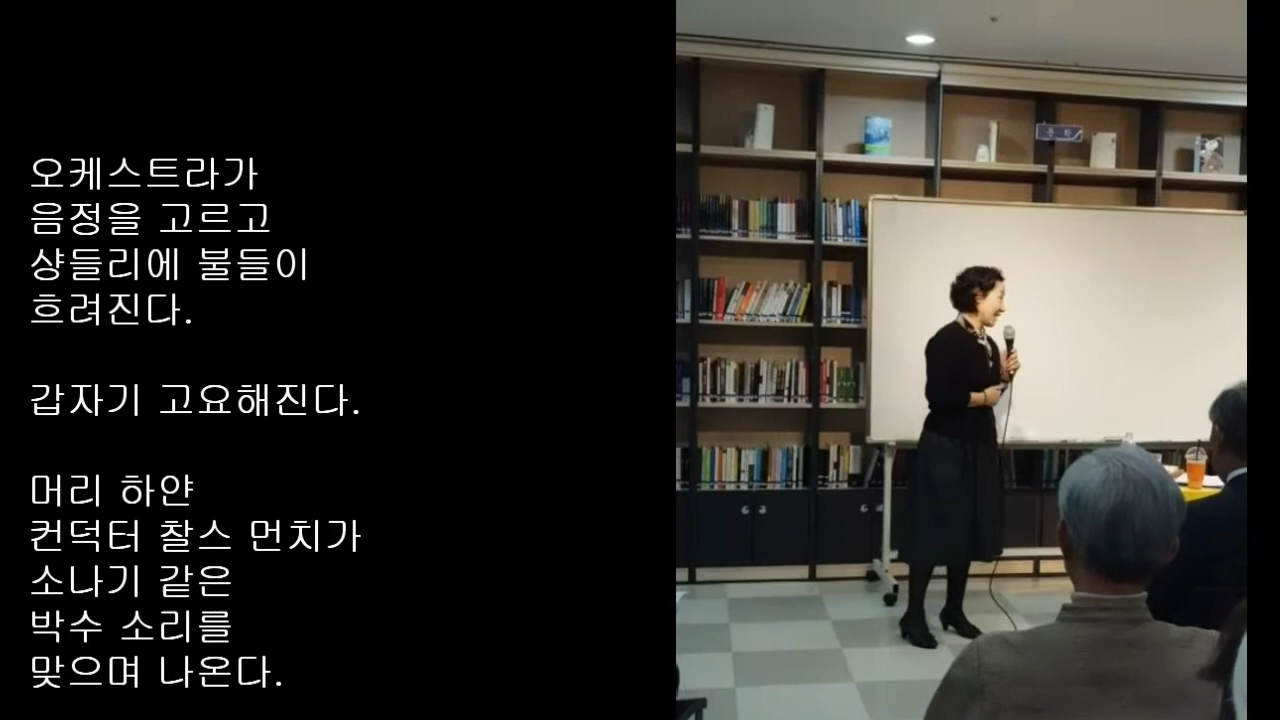 오케스트라가
음정을 고르고
샹들리에 불들이
흐려진다.
갑자기 고요해진다.
머리 하얀
컨덕터 찰스 먼치가
소나기 같은
박수 소리를
맞으며 나온다.